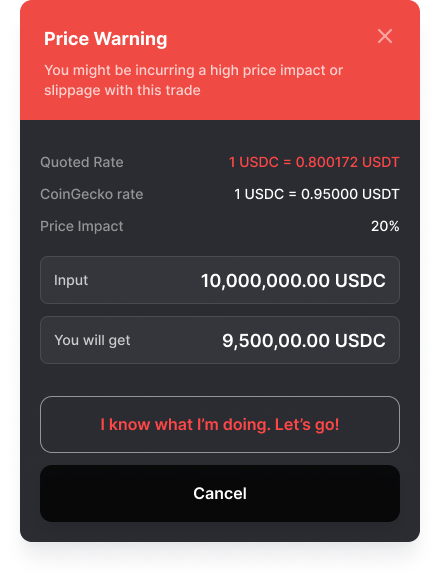 Price Warning
You might be incurring a high price impact or
slippage with this trade
Quoted Rate 1 USDC = 0.800172 USDT
CoinGecko rate 1 USDC = 0.95000 USDT
Price Impact 20%
Input 10,000,000.00 USDC
You will get 9,500,00.00 USDC
I know what I’m doing. Let’s go!
Cancel